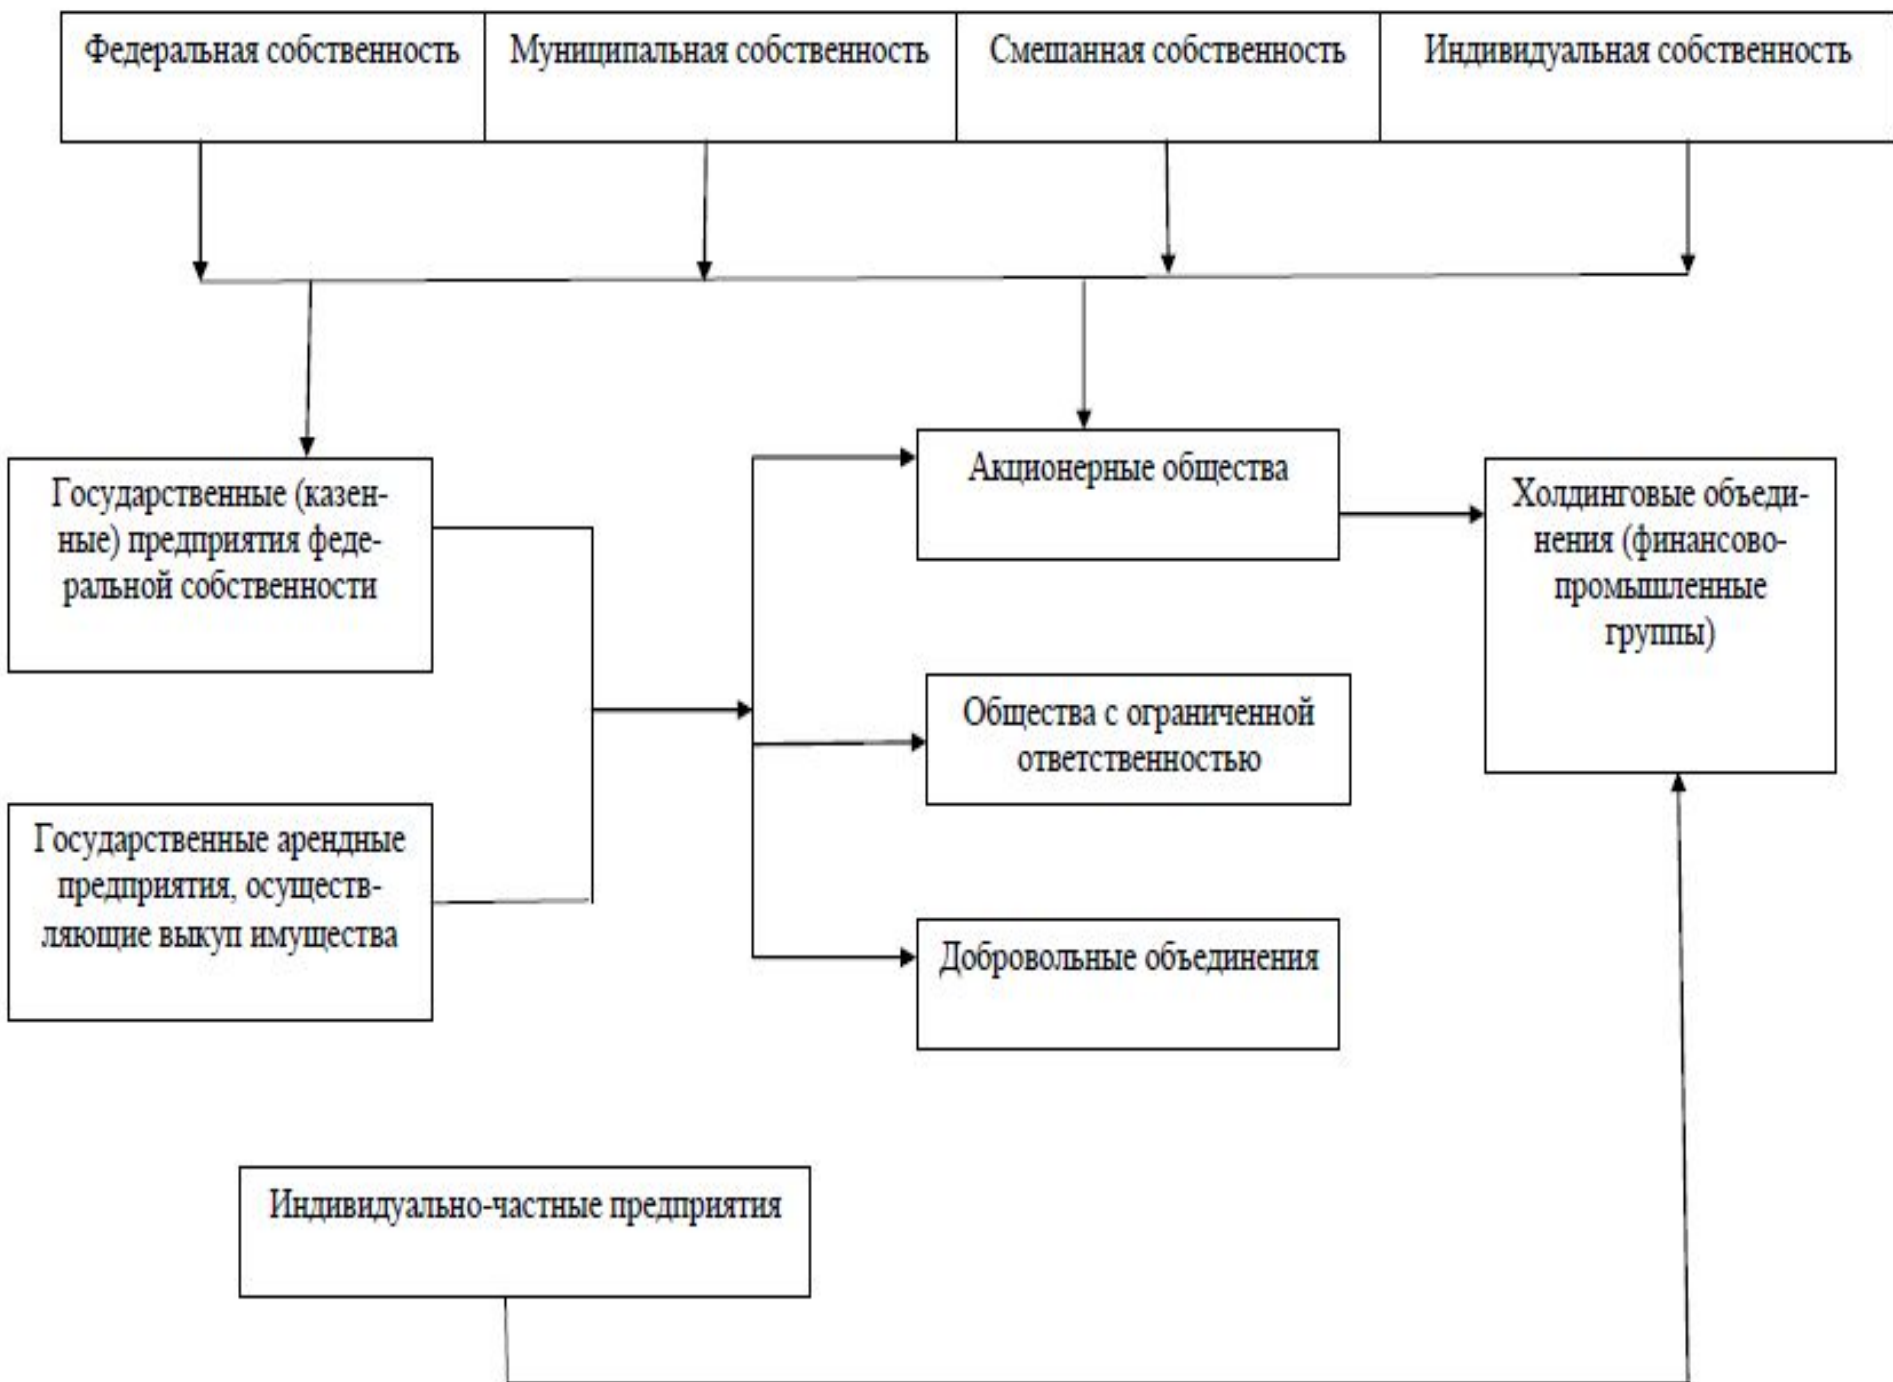 Федеральная собственность
Муниципальная собственность
Смешанная собственность
Индивидуальная собственность
Государственные (казен-
ные) предприятия феде-
ральной собственности
Акционерные общества
Холдинговые объеди-
нения (финансово-
промышленные
группы)
Общества с ограниченной
ответственностью
Государственные арендные
предприятия, осуществ-
ляющие выкуп имущества
Добровольные объединения
Индивидуально-частные предприятия